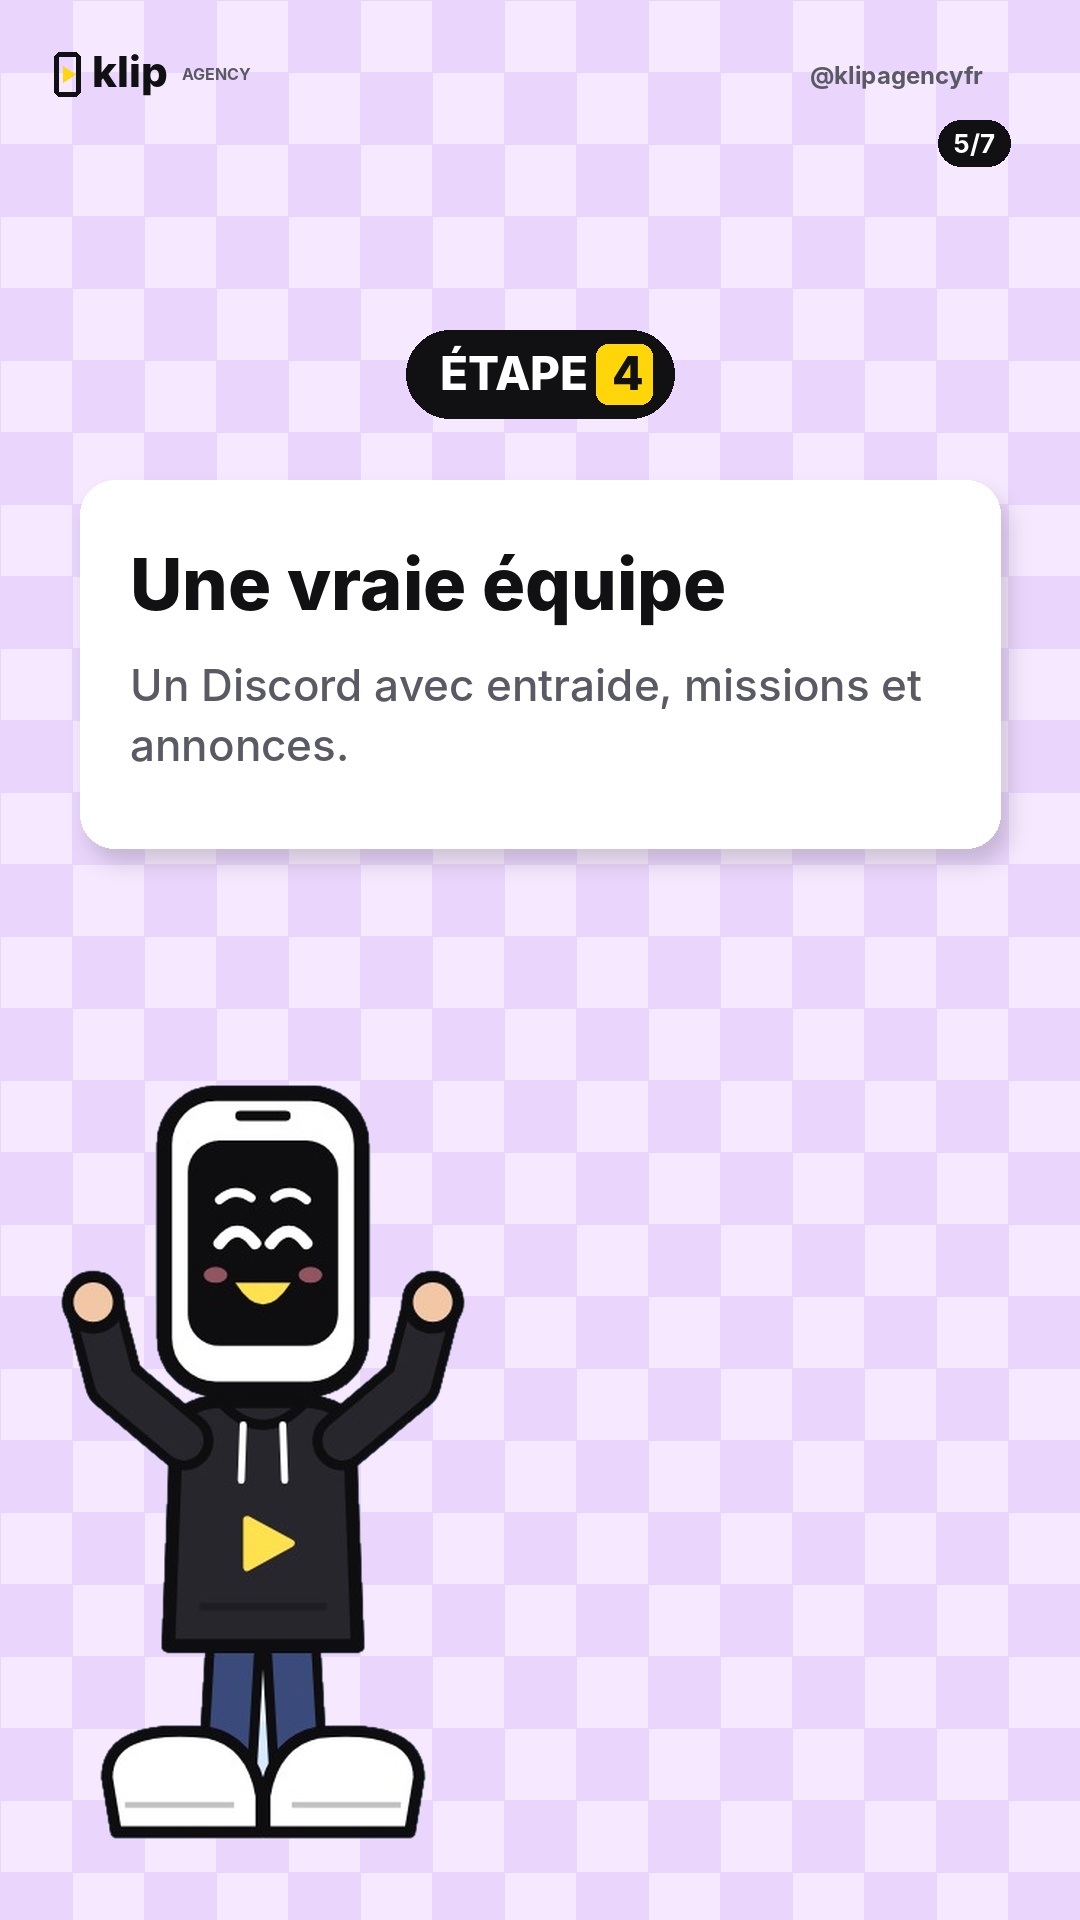 klip AGENCY
@klipagencyfr
5/7
ÉTAPE 4
Une vraie équipe
Un Discord avec entraide, missions et
annonces.